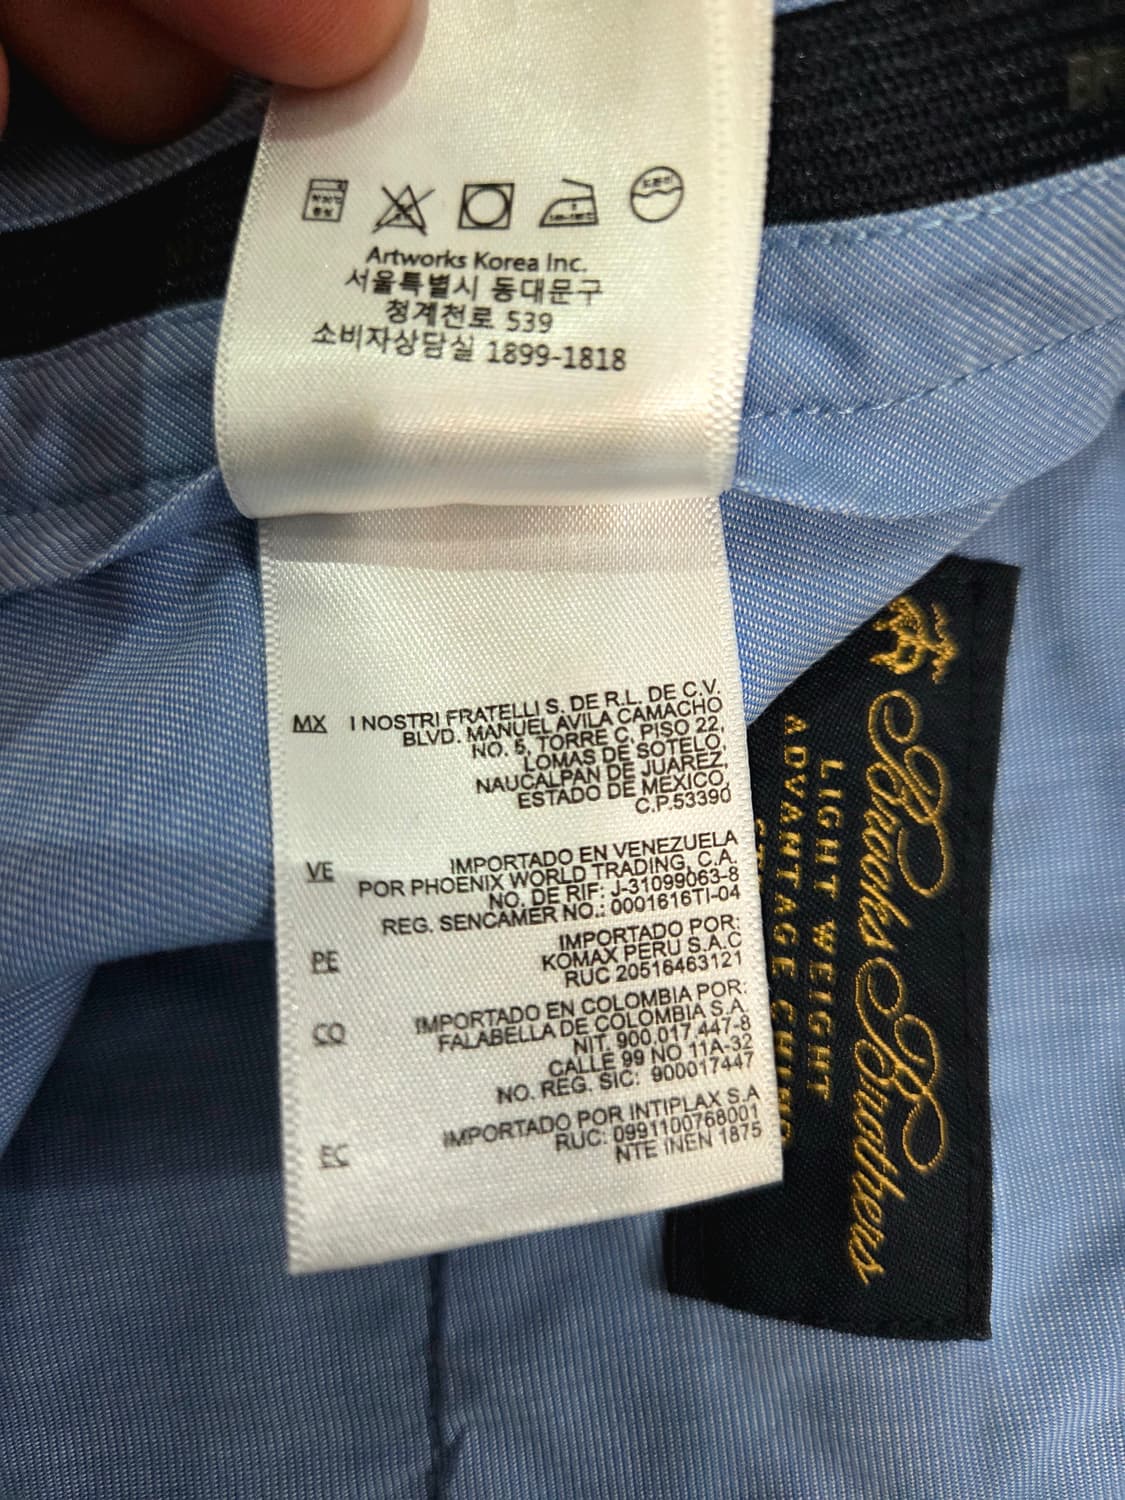 Artworks Korea Inc.
서울특별시 동대문구
청계천로 539
소비자상담실 1899-1818
MX I NOSTRI FRATELLI S. DE R.L. DE C.V.
BLVD. MANUEL AVILA CAMACHO
NO. 5, TORRE C, PISO 22,
LOMAS DE SOTELO,
NAUCALPAN DE JUAREZ,
ESTADO DE MEXICO,
C.P.53390
VE IMPORTADO EN VENEZUELA
POR PHOENIX WORLD TRADING, C.A.
NO. DE RIF: J-31099063-8
REG. SENCAMER NO.: 0001616TI-04
PE IMPORTADO POR:
KOMAX PERU S.A.C
RUC 20516463121
CO IMPORTADO EN COLOMBIA POR:
FALABELLA DE COLOMBIA S.A.
NIT. 900.017.447-8
CALLE 99 NO 11A-32
NO. REG. SIC: 900017447
EC IMPORTADO POR INTIPLAX S.A
RUC: 0991100768001
NTE INEN 1875
Brooks Brothers
LIGHT WEIGHT
ADVANTAGE CHINO